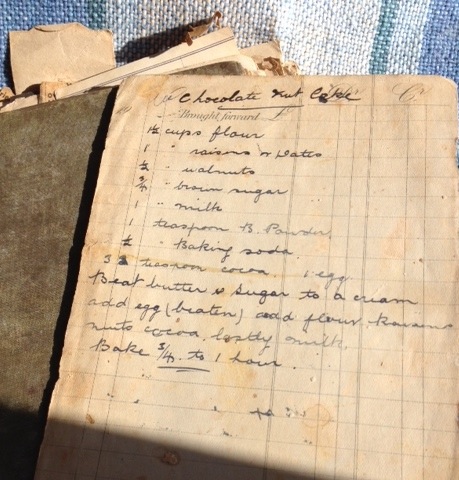 Chocolate Nut Cake
Brought forward
1½ cups flour
1 " raisins or dates
½ " walnuts
¾ " brown sugar
1 " milk
1 teaspoon B. Powder
½ " Baking soda.
3 teaspoon cocoa. 1 egg.
Beat butter & sugar to a cream
add egg (beaten) add flour, raisins
nuts cocoa. lastly milk.
Bake ¾ to 1 hour.